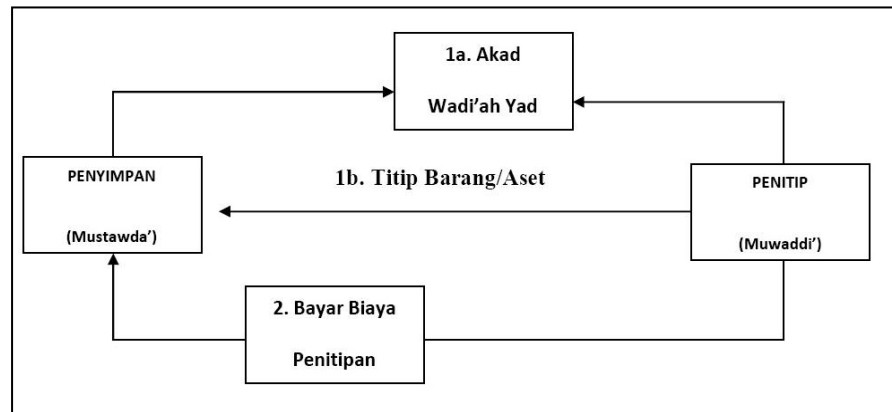 1a. Akad
Wadi’ah Yad
PENYIMPAN
(Mustawda’)
1b. Titip Barang/Aset
PENITIP
(Muwaddi’)
2. Bayar Biaya
Penitipan